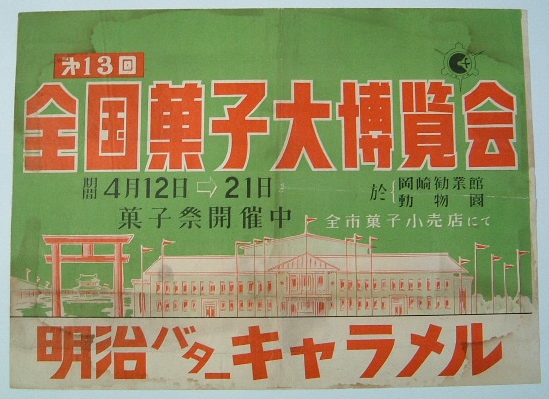 第13回
全国菓子大博覧会
期間 4月12日⇨21日 於 岡崎勧業館
動物園
菓子祭開催中 全市菓子小売店にて
明治バターキャラメル